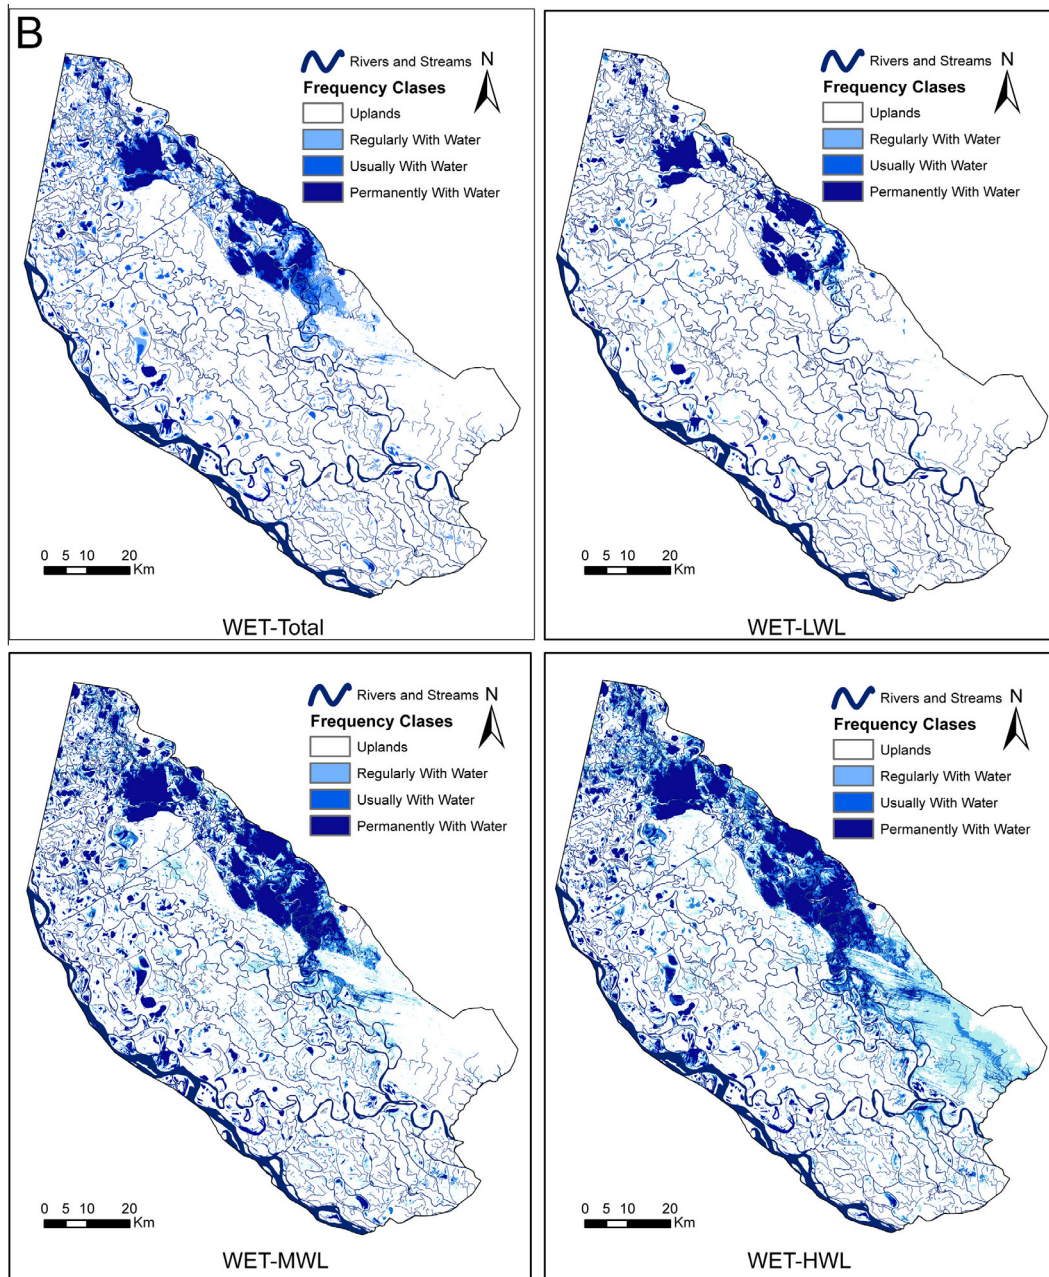 B
Rivers and Streams N
Frequency Clases
Uplands
Regularly With Water
Usually With Water
Permanently With Water
0 5 10 20
Km
WET-Total
Rivers and Streams N
Frequency Clases
Uplands
Regularly With Water
Usually With Water
Permanently With Water
0 5 10 20
Km
WET-LWL
Rivers and Streams N
Frequency Clases
Uplands
Regularly With Water
Usually With Water
Permanently With Water
0 5 10 20
Km
WET-MWL
Rivers and Streams N
Frequency Clases
Uplands
Regularly With Water
Usually With Water
Permanently With Water
0 5 10 20
Km
WET-HWL